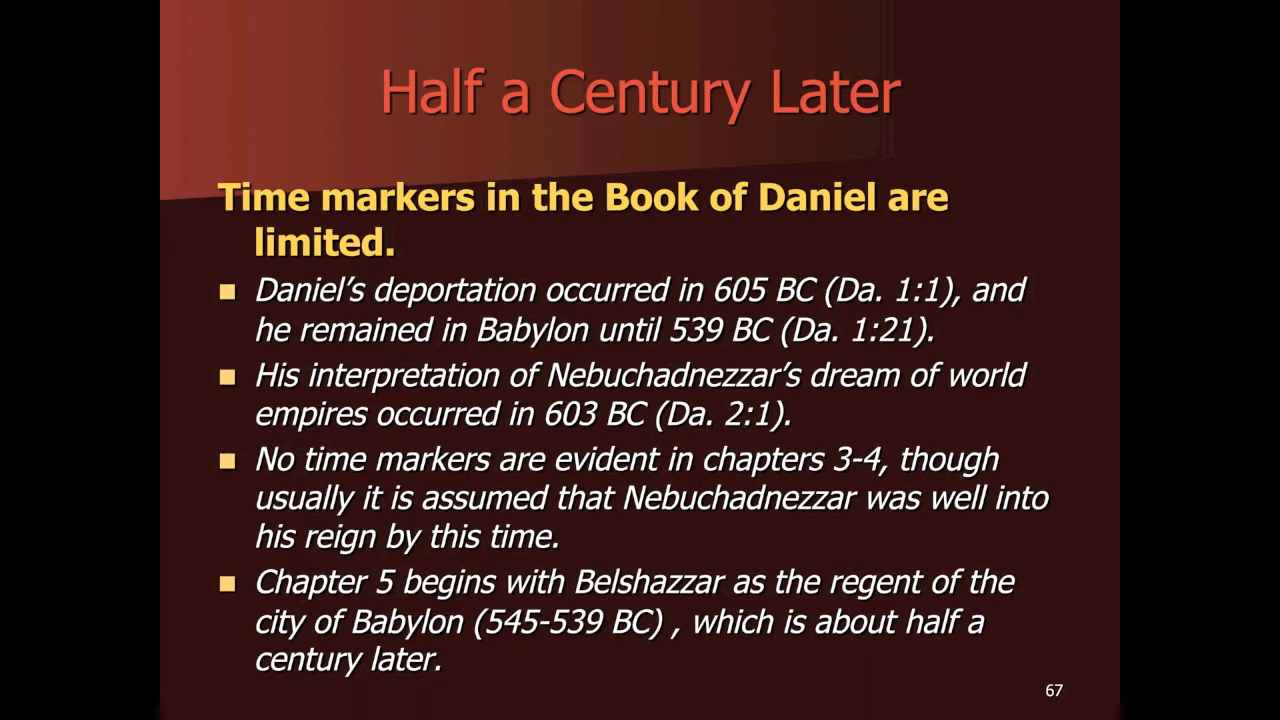 Half a Century Later
Time markers in the Book of Daniel are
limited.
Daniel’s deportation occurred in 605 BC (Da. 1:1), and
he remained in Babylon until 539 BC (Da. 1:21).
His interpretation of Nebuchadnezzar’s dream of world
empires occurred in 603 BC (Da. 2:1).
No time markers are evident in chapters 3-4, though
usually it is assumed that Nebuchadnezzar was well into
his reign by this time.
Chapter 5 begins with Belshazzar as the regent of the
city of Babylon (545-539 BC) , which is about half a
century later.
67